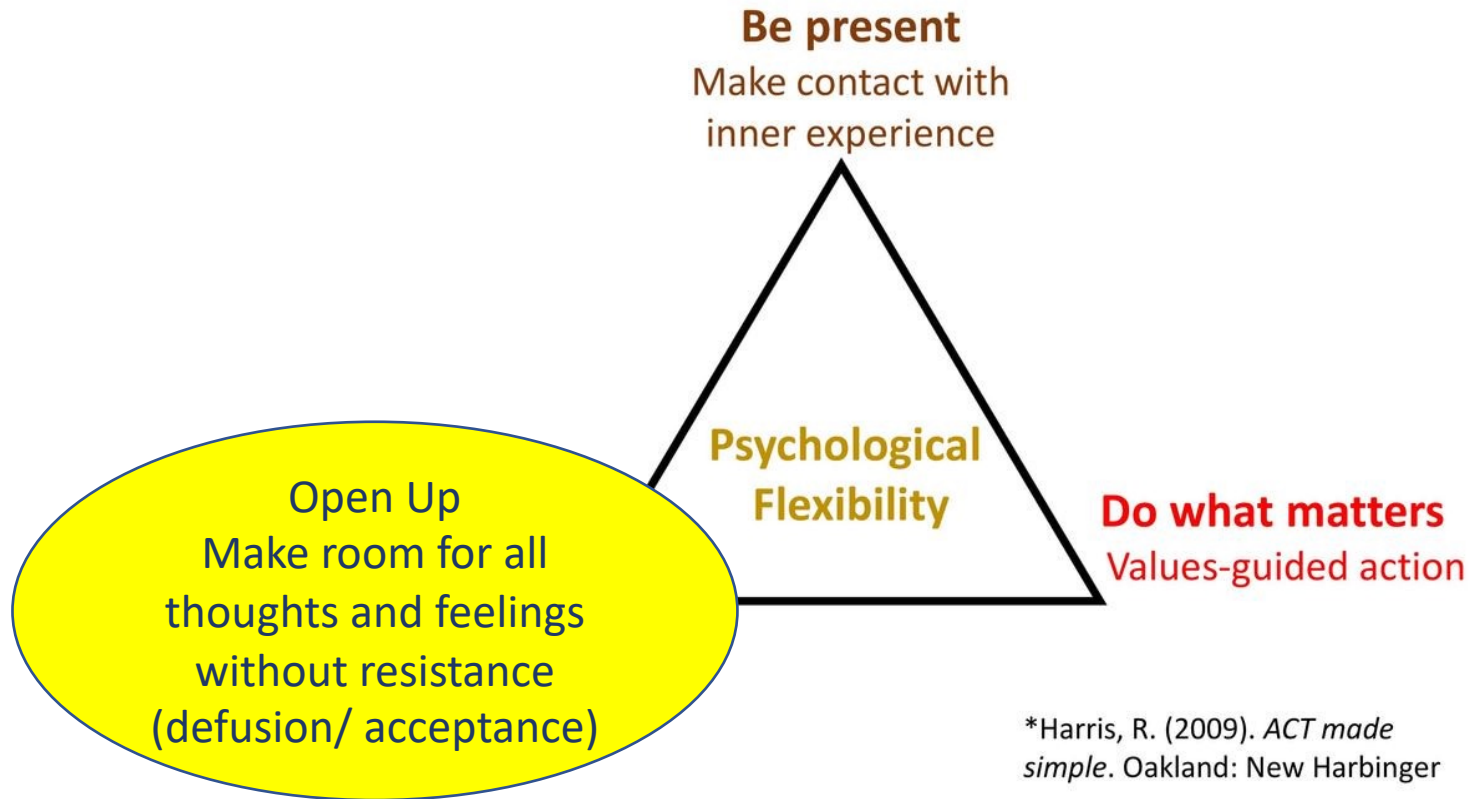 Be present
Make contact with
inner experience
Psychological
Flexibility
Open Up
Make room for all
thoughts and feelings
without resistance
(defusion/ acceptance)
Do what matters
Values-guided action
*Harris, R. (2009). ACT made
simple. Oakland: New Harbinger